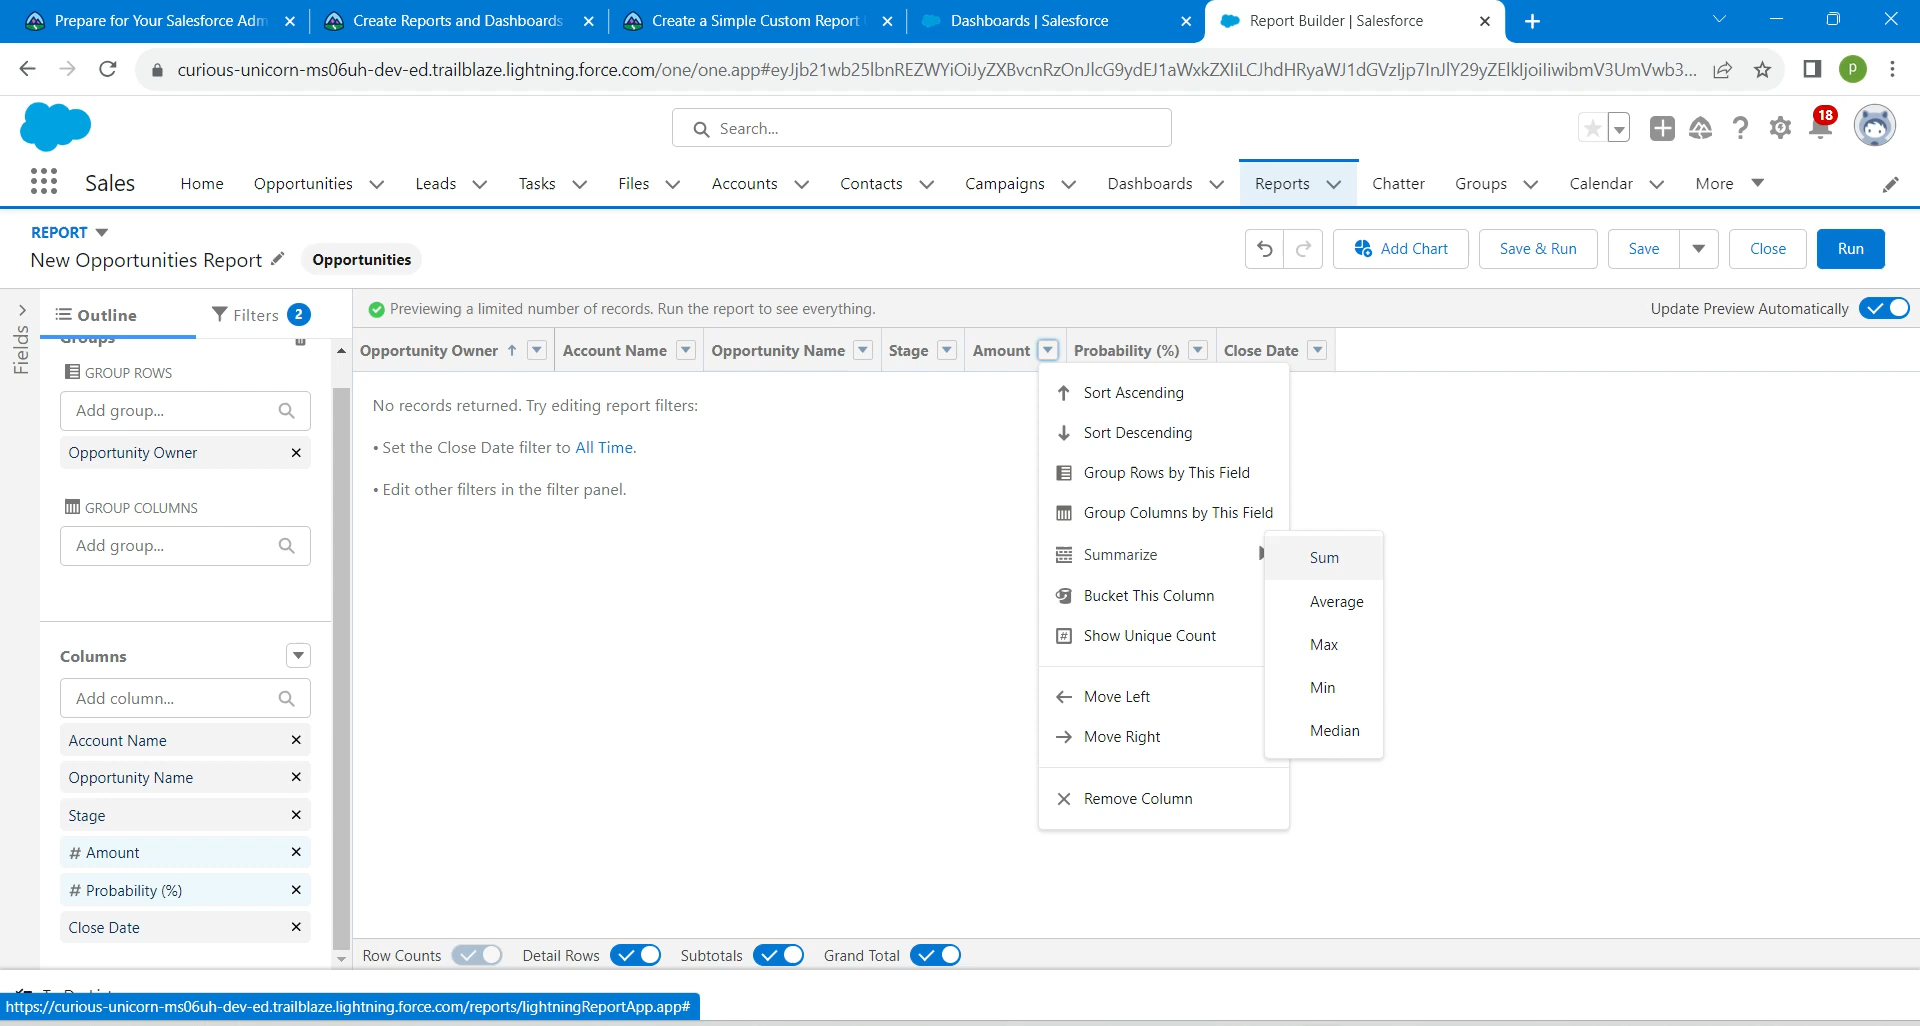 Prepare for Your Salesforce Adm
Create Reports and Dashboards
Create a Simple Custom Report
Dashboards | Salesforce
Report Builder | Salesforce
curious-unicorn-ms06uh-dev-ed.trailblaze.lightning.force.com/one/one.app#eyJjb21wb25lbnREZWYiOiJyZXBvcnRzOnJlcG9ydEJ1aWxkZXIiLCJhdHRyaWJ1dGVzIjp7InJlY29yZElkIjoiIiwibmV3UmVwb3...
P
Search...
18
Sales
Home
Opportunities
Leads
Tasks
Files
Accounts
Contacts
Campaigns
Dashboards
Reports
Chatter
Groups
Calendar
More
REPORT
New Opportunities Report
Opportunities
Add Chart
Save & Run
Save
Close
Run
Fields
Outline
Filters 2
Previewing a limited number of records. Run the report to see everything.
Update Preview Automatically
Groups
GROUP ROWS
Add group...
Opportunity Owner
GROUP COLUMNS
Add group...
Columns
Add column...
Account Name
Opportunity Name
Stage
# Amount
# Probability (%)
Close Date
Opportunity Owner
Account Name
Opportunity Name
Stage
Amount
Probability (%)
Close Date
No records returned. Try editing report filters:
• Set the Close Date filter to All Time.
• Edit other filters in the filter panel.
Sort Ascending
Sort Descending
Group Rows by This Field
Group Columns by This Field
Summarize
Bucket This Column
Show Unique Count
Move Left
Move Right
Remove Column
Sum
Average
Max
Min
Median
Row Counts
Detail Rows
Subtotals
Grand Total
https://curious-unicorn-ms06uh-dev-ed.trailblaze.lightning.force.com/reports/lightningReportApp.app#